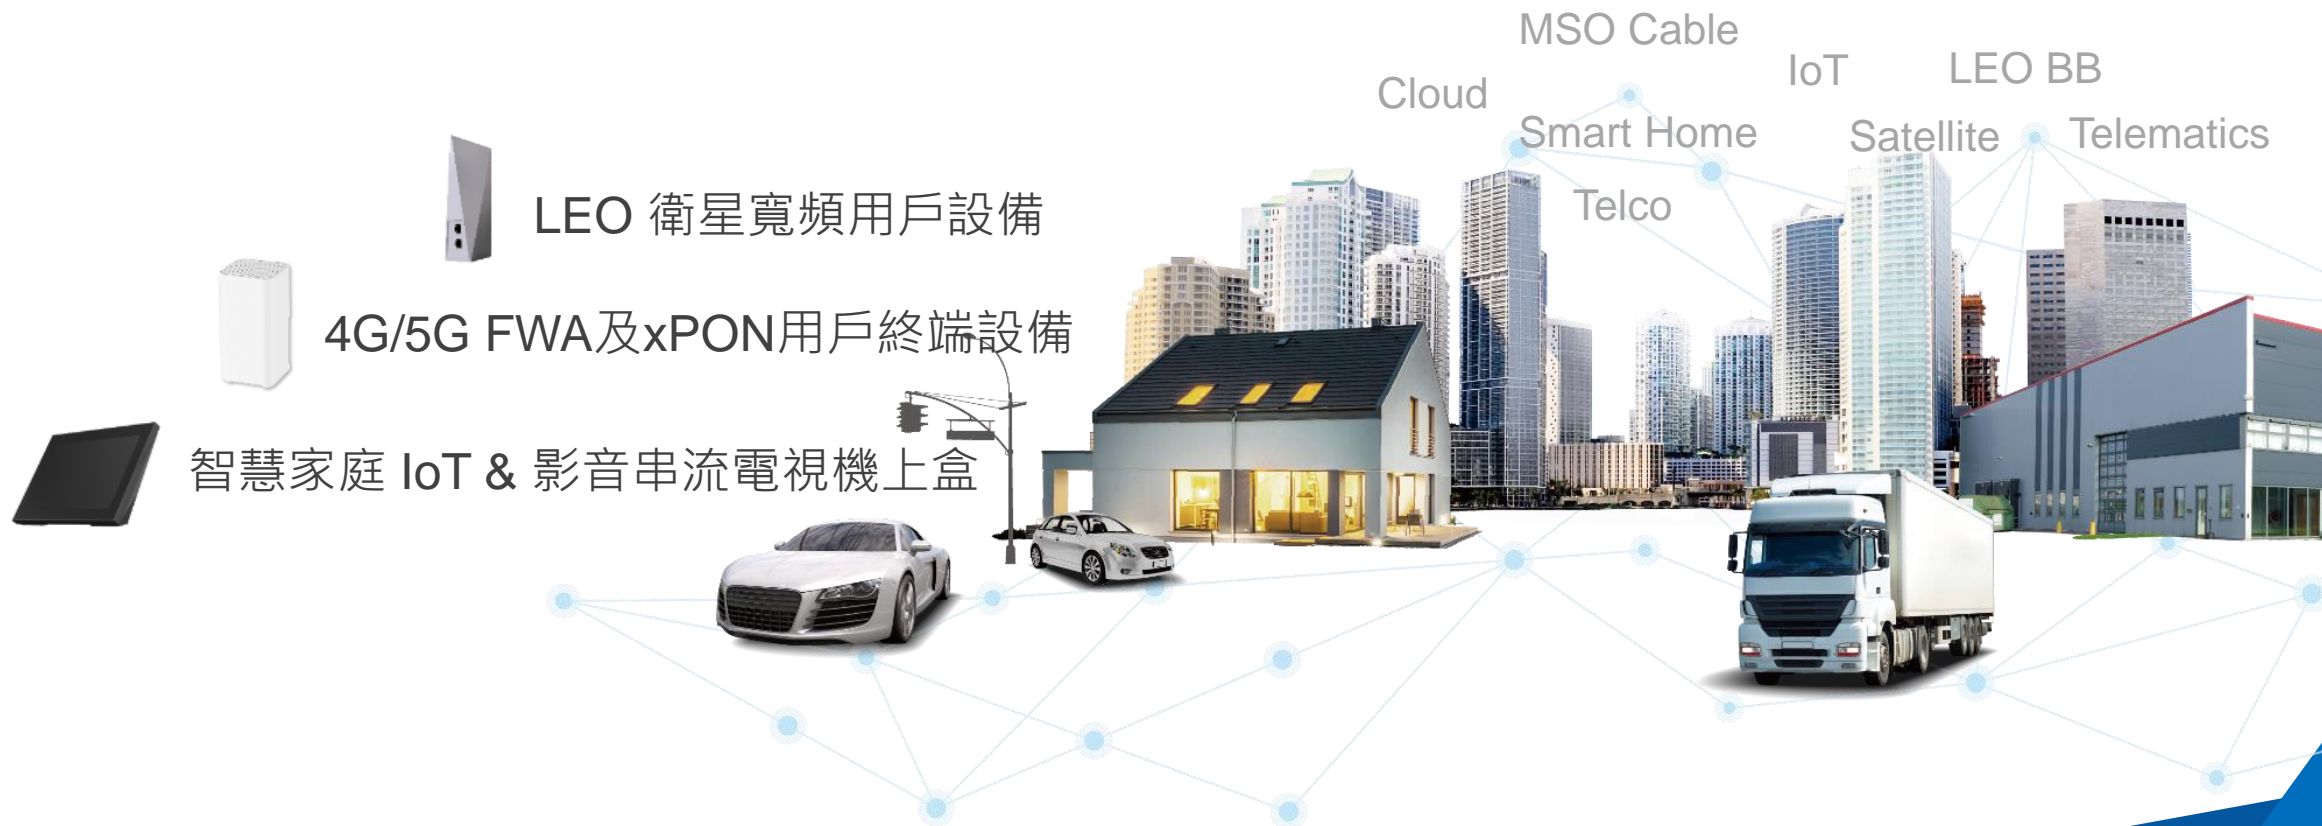 MSO Cable
IoT
LEO BB
Cloud
Smart Home
Satellite
Telematics
Telco
LEO 衛星寬頻用戶設備
4G/5G FWA及xPON用戶終端設備
智慧家庭 IoT & 影音串流電視機上盒